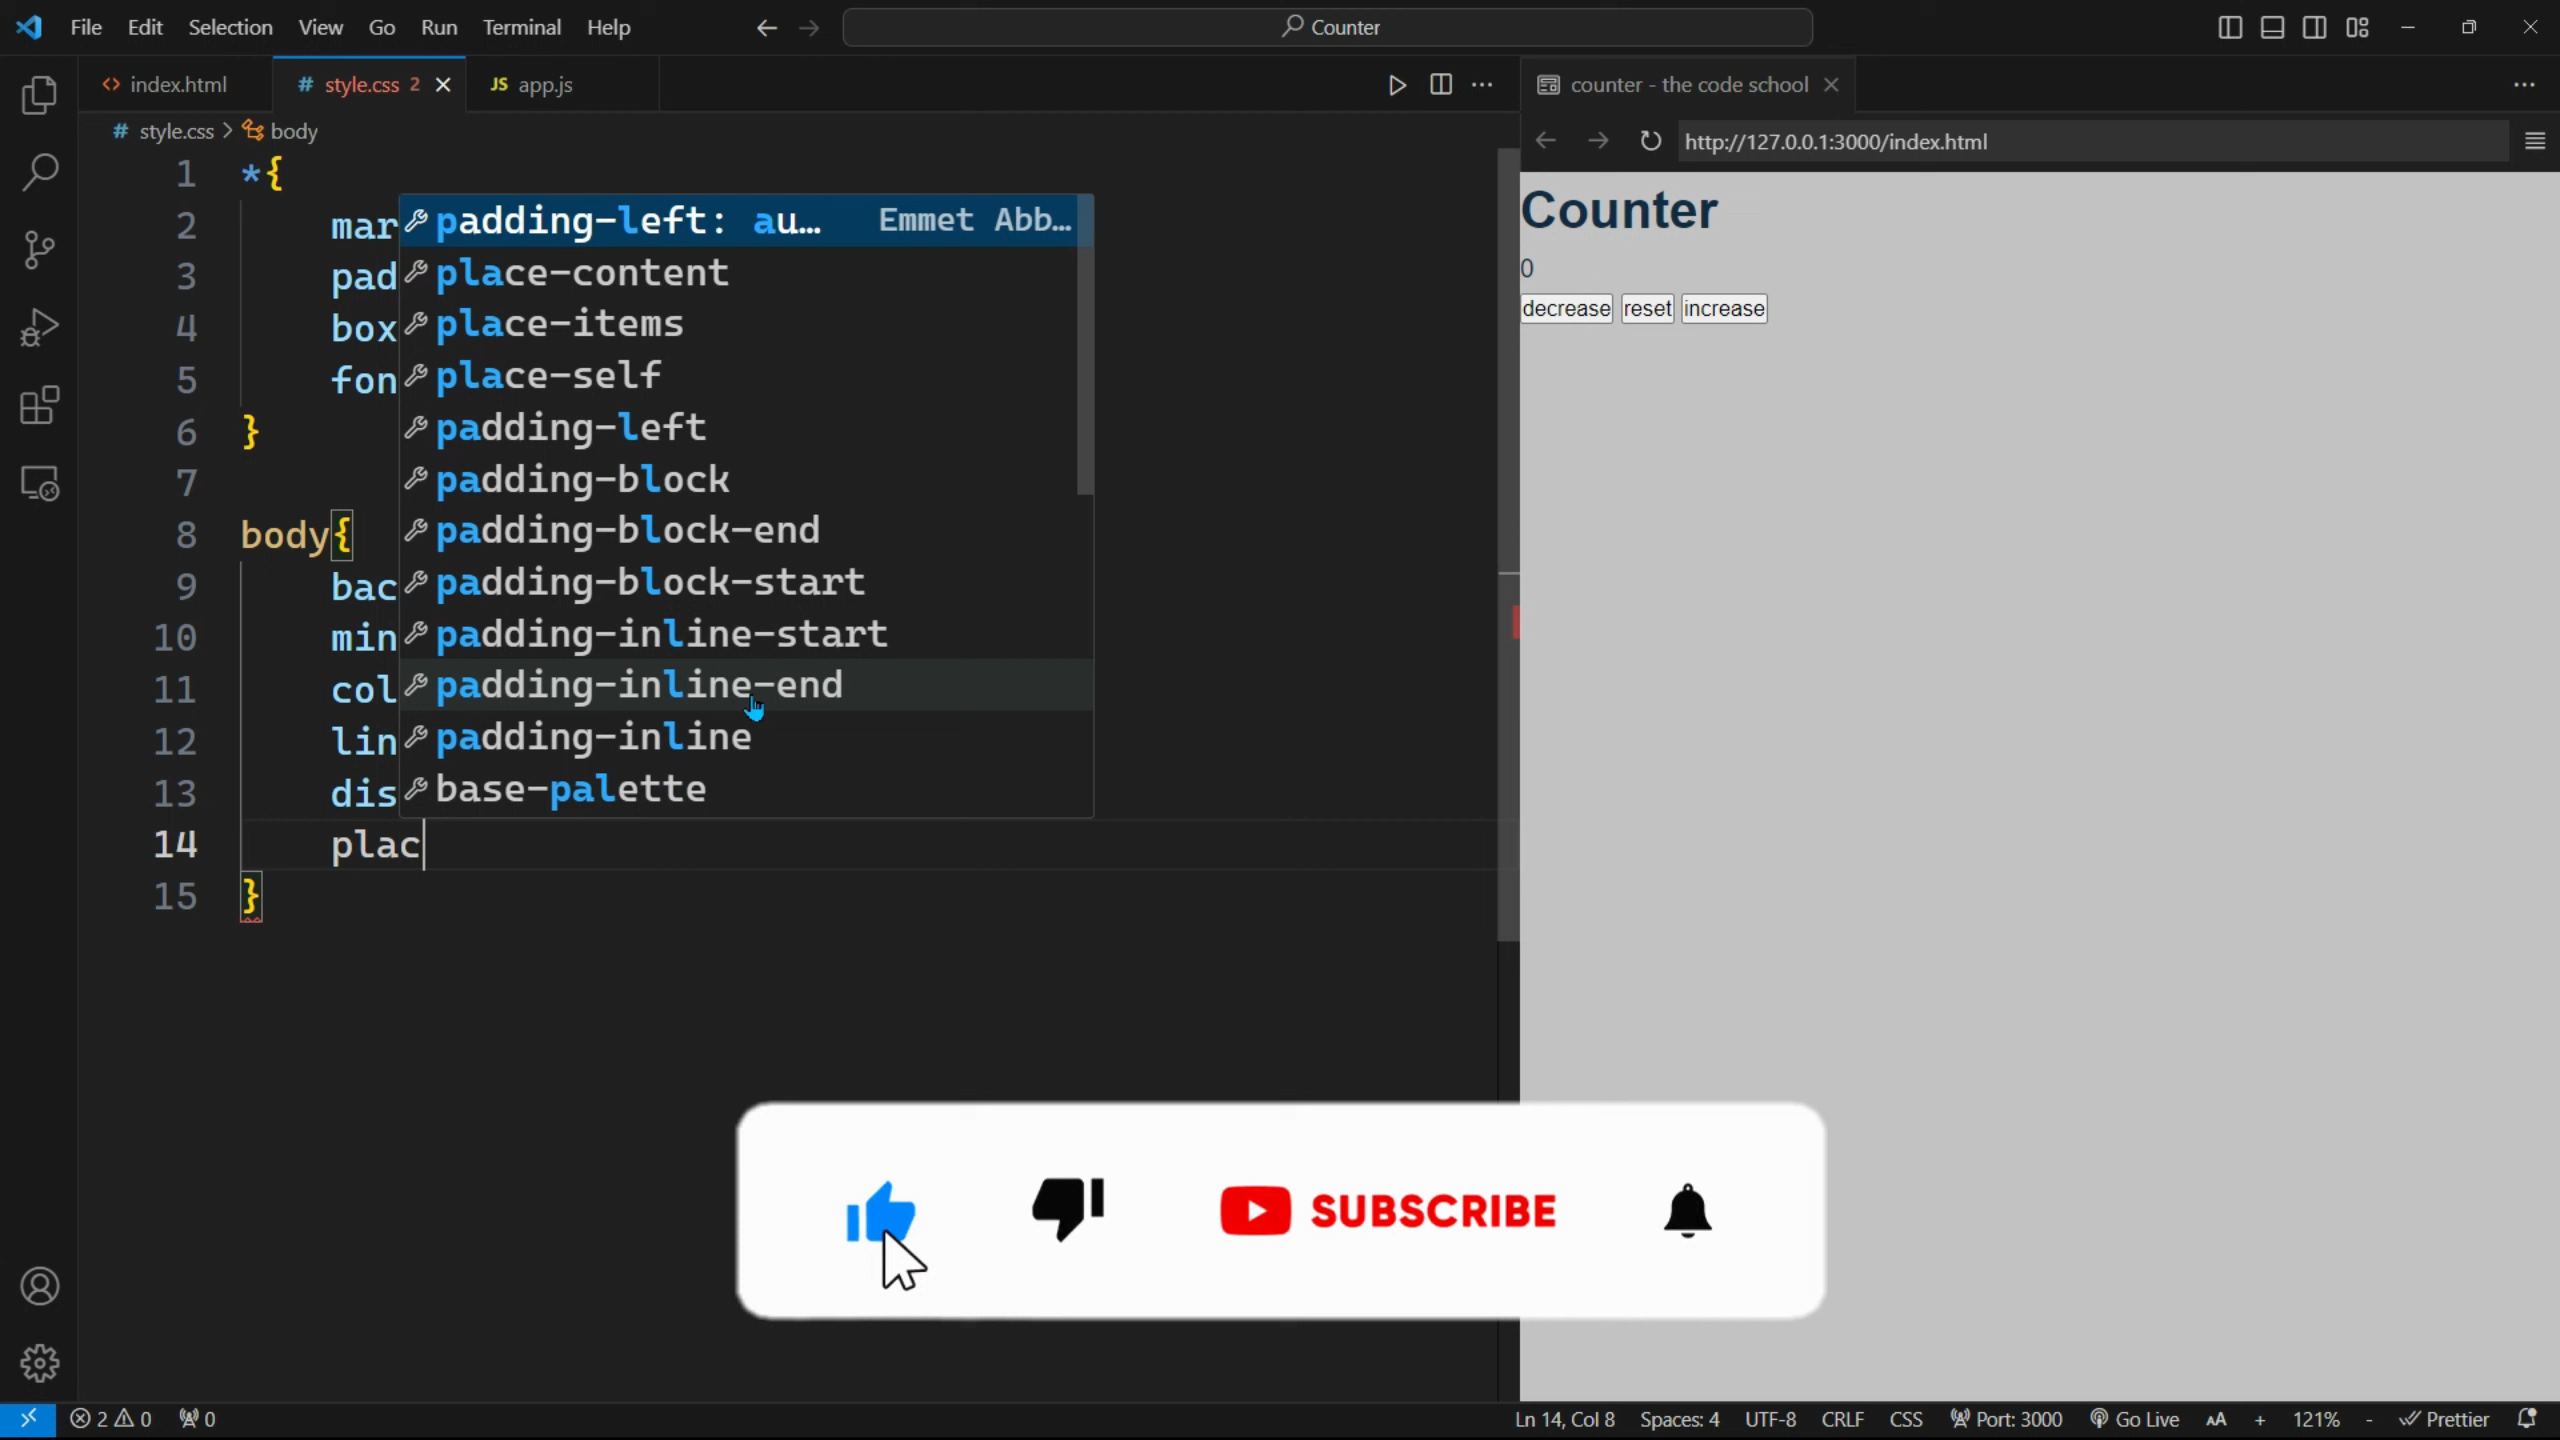 File Edit Selection View Go Run Terminal Help
Counter
index.html
# style.css 2
JS app.js
counter - the code school
# style.css > body
http://127.0.0.1:3000/index.html
1 *{
2 mar
3 pad
4 box
5 fon
6 }
7
8 body{
9 bac
10 min
11 col
12 lin
13 dis
14 plac
15 }
padding-left: au… Emmet Abb…
place-content
place-items
place-self
padding-left
padding-block
padding-block-end
padding-block-start
padding-inline-start
padding-inline-end
padding-inline
base-palette
Counter
0
decrease reset increase
SUBSCRIBE
2 0 0
Ln 14, Col 8 Spaces: 4 UTF-8 CRLF CSS Port: 3000 Go Live AA + 121% - Prettier